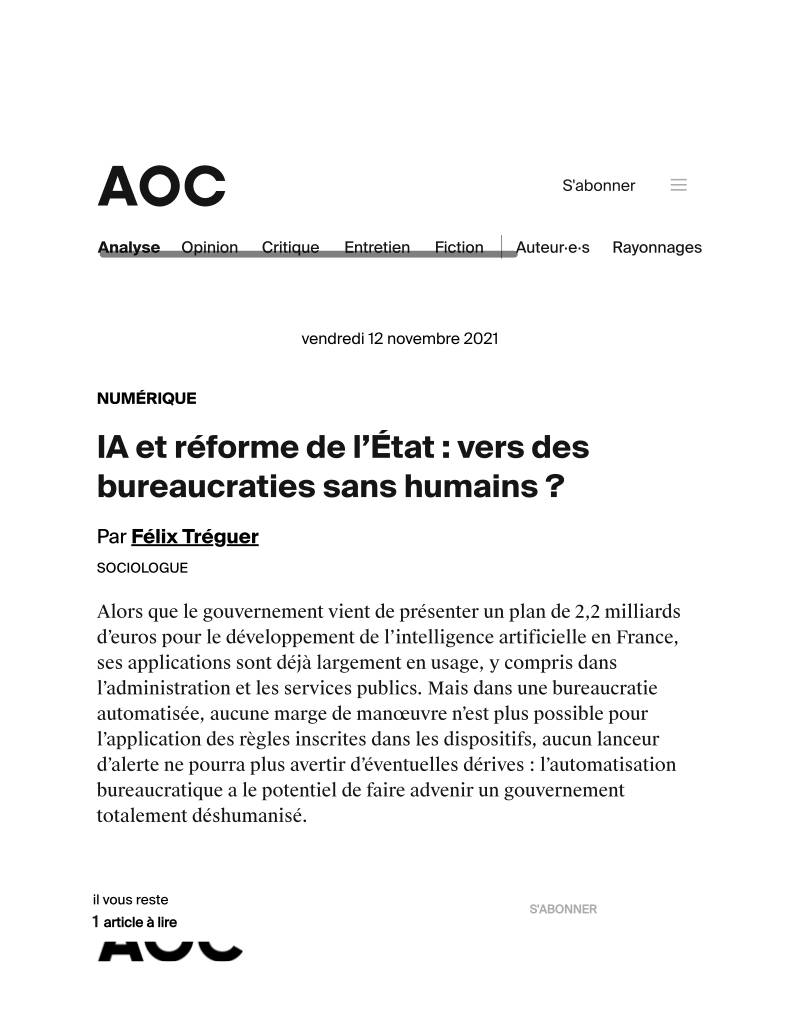 AOC
S'abonner
Analyse Opinion Critique Entretien Fiction Auteur·e·s Rayonnages
vendredi 12 novembre 2021
NUMÉRIQUE
IA et réforme de l’État : vers des
bureaucraties sans humains ?
Par Félix Tréguer
SOCIOLOGUE
Alors que le gouvernement vient de présenter un plan de 2,2 milliards
d’euros pour le développement de l’intelligence artificielle en France,
ses applications sont déjà largement en usage, y compris dans
l’administration et les services publics. Mais dans une bureaucratie
automatisée, aucune marge de manœuvre n’est plus possible pour
l’application des règles inscrites dans les dispositifs, aucun lanceur
d’alerte ne pourra plus avertir d’éventuelles dérives : l’automatisation
bureaucratique a le potentiel de faire advenir un gouvernement
totalement déshumanisé.
il vous reste
S'ABONNER
1 article à lire
AOC